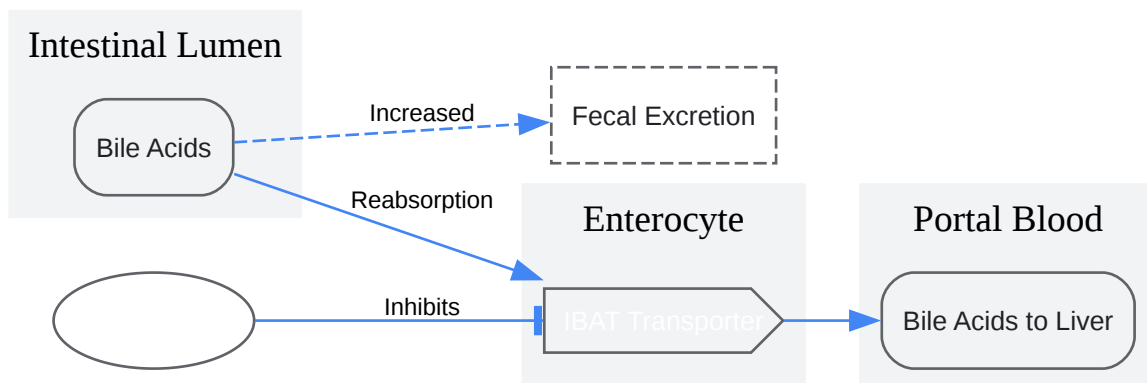 Intestinal Lumen
Bile Acids
Increased
Fecal Excretion
Reabsorption
Enterocyte
Portal Blood
Inhibits
IBAT Transporter
Bile Acids to Liver